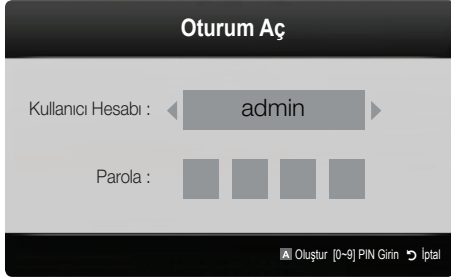 Oturum Aç
Kullanıcı Hesabı : admin
Parola :
A Oluştur [0~9] PIN Girin İptal